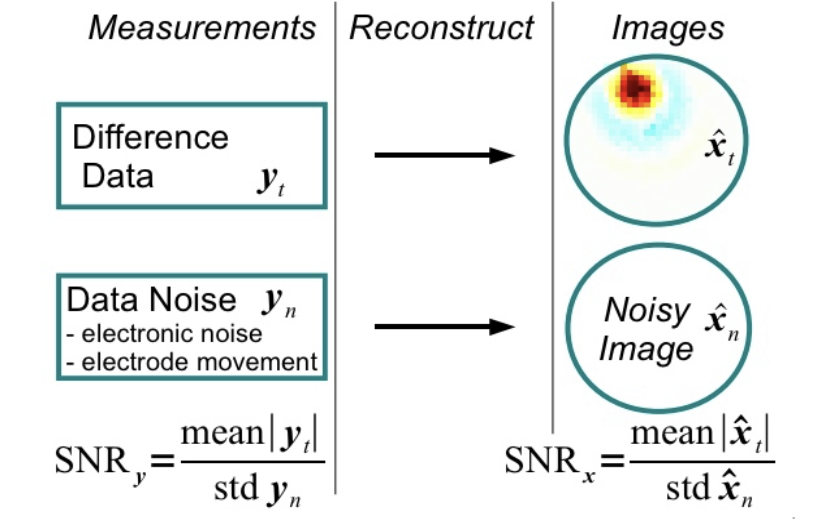 Measurements Reconstruct Images
Difference
Data y_t
x̂_t
Data Noise y_n
- electronic noise
- electrode movement
Noisy x̂_n
Image
SNR_y = mean|y_t| / std y_n
SNR_x = mean|x̂_t| / std x̂_n